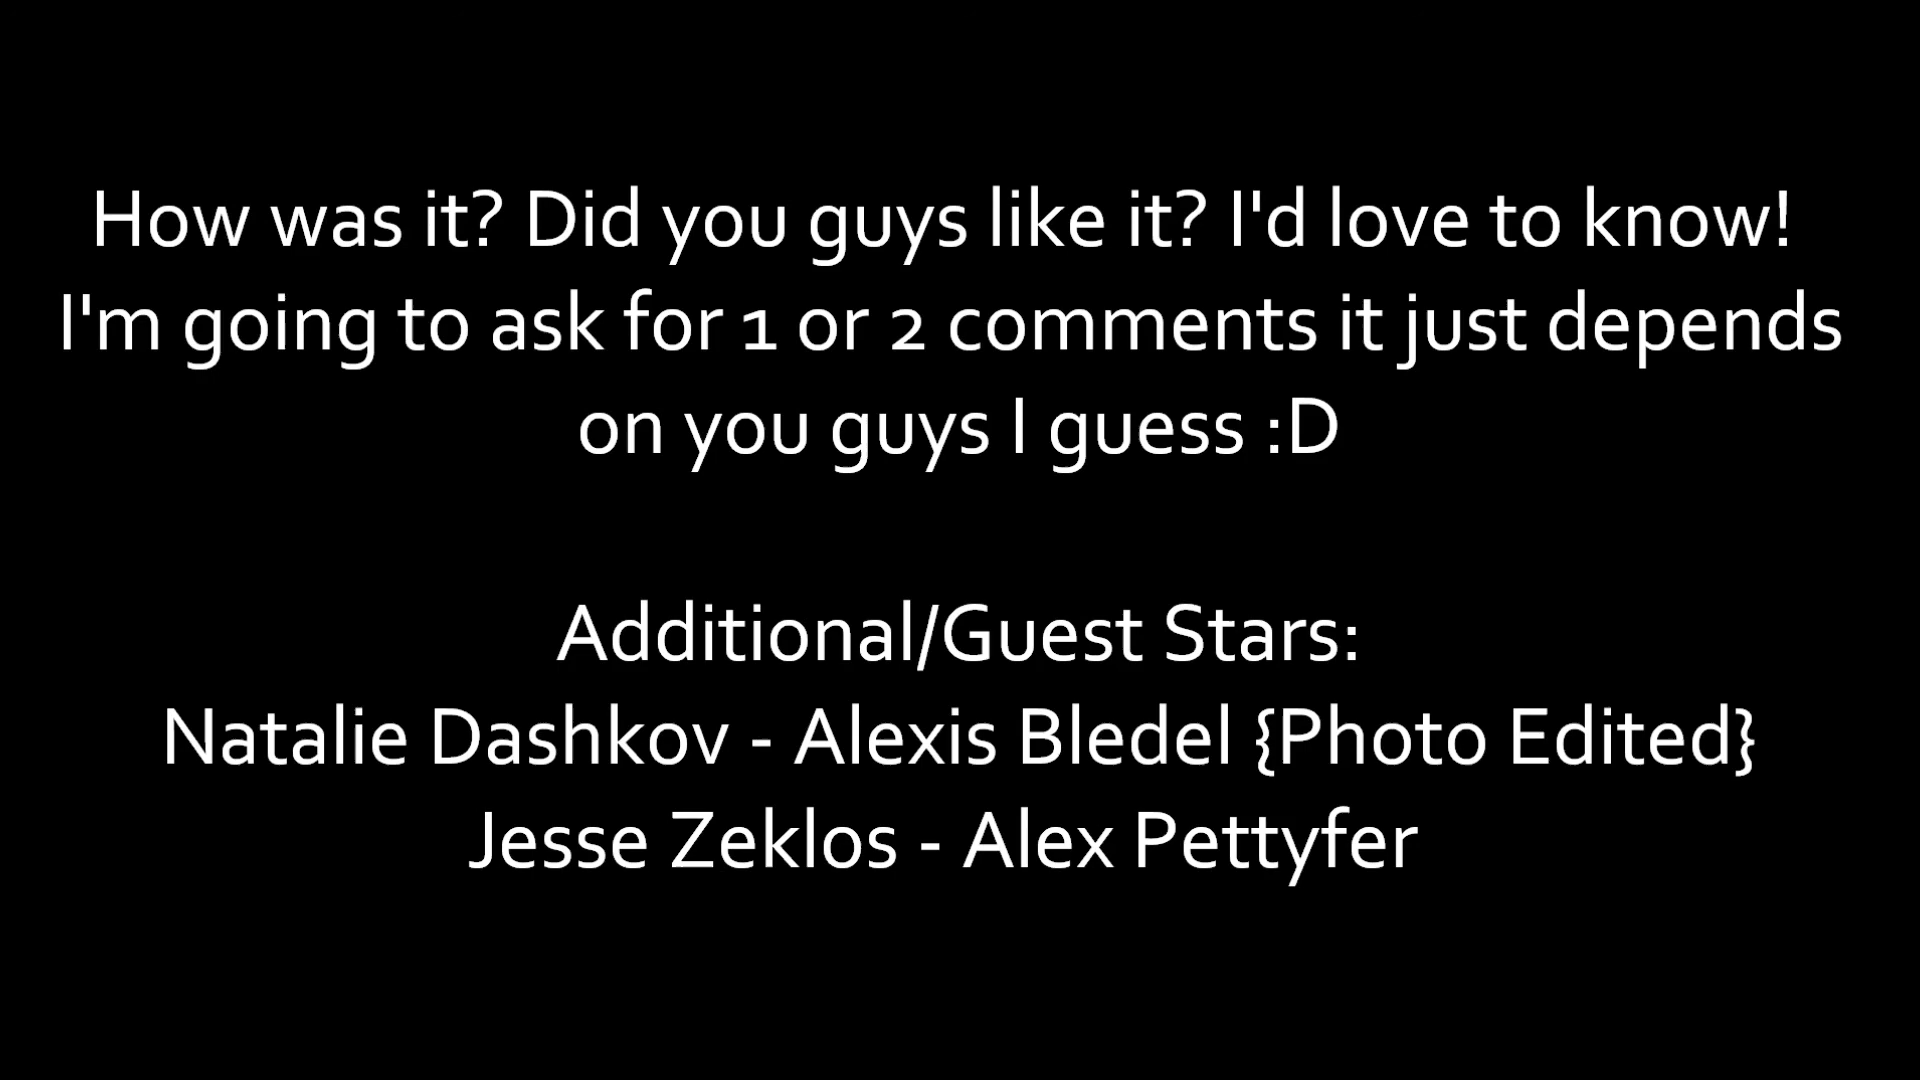 How was it? Did you guys like it? I'd love to know!
I'm going to ask for 1 or 2 comments it just depends
on you guys I guess :D
Additional/Guest Stars:
Natalie Dashkov - Alexis Bledel {Photo Edited}
Jesse Zeklos - Alex Pettyfer